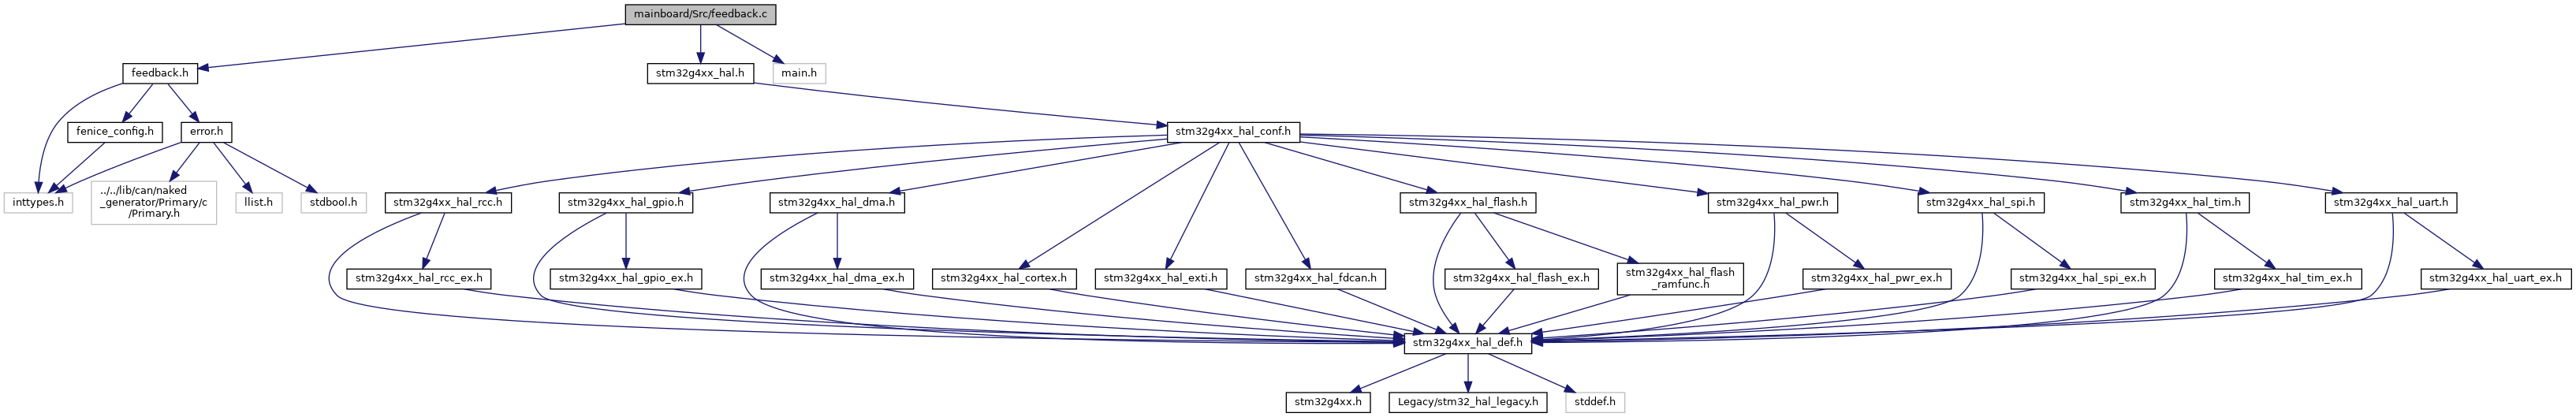 mainboard/Src/feedback.c
feedback.h
stm32g4xx_hal.h
main.h
fenice_config.h
error.h
stm32g4xx_hal_conf.h
inttypes.h
../../lib/can/naked
_generator/Primary/c
/Primary.h
llist.h
stdbool.h
stm32g4xx_hal_rcc.h
stm32g4xx_hal_gpio.h
stm32g4xx_hal_dma.h
stm32g4xx_hal_flash.h
stm32g4xx_hal_pwr.h
stm32g4xx_hal_spi.h
stm32g4xx_hal_tim.h
stm32g4xx_hal_uart.h
stm32g4xx_hal_rcc_ex.h
stm32g4xx_hal_gpio_ex.h
stm32g4xx_hal_dma_ex.h
stm32g4xx_hal_cortex.h
stm32g4xx_hal_exti.h
stm32g4xx_hal_fdcan.h
stm32g4xx_hal_flash_ex.h
stm32g4xx_hal_flash
_ramfunc.h
stm32g4xx_hal_pwr_ex.h
stm32g4xx_hal_spi_ex.h
stm32g4xx_hal_tim_ex.h
stm32g4xx_hal_uart_ex.h
stm32g4xx_hal_def.h
stm32g4xx.h
Legacy/stm32_hal_legacy.h
stddef.h